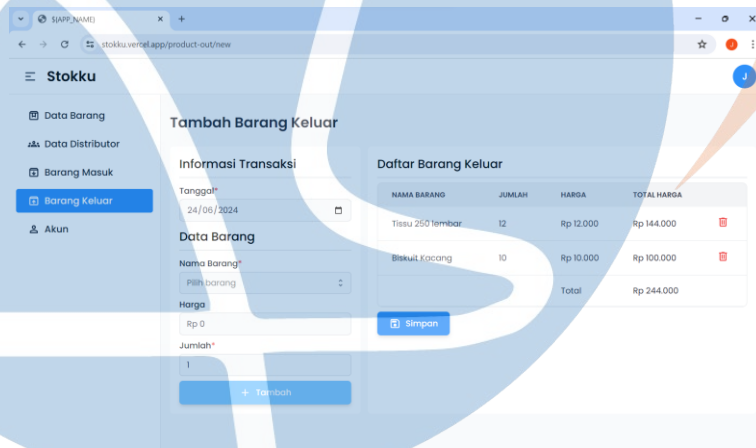 $(APP_NAME)
stokku.vercel.app/product-out/new
J
Stokku
J
Data Barang
Data Distributor
Barang Masuk
Barang Keluar
Akun
Tambah Barang Keluar
Informasi Transaksi
Tanggal*
24/06/2024
Data Barang
Nama Barang*
Pilih barang
Harga
Rp 0
Jumlah*
1
+ Tambah
Daftar Barang Keluar
NAMA BARANG JUMLAH HARGA TOTAL HARGA
Tissu 250 lembar 12 Rp 12.000 Rp 144.000
Biskuit Kacang 10 Rp 10.000 Rp 100.000
Total Rp 244.000
Simpan